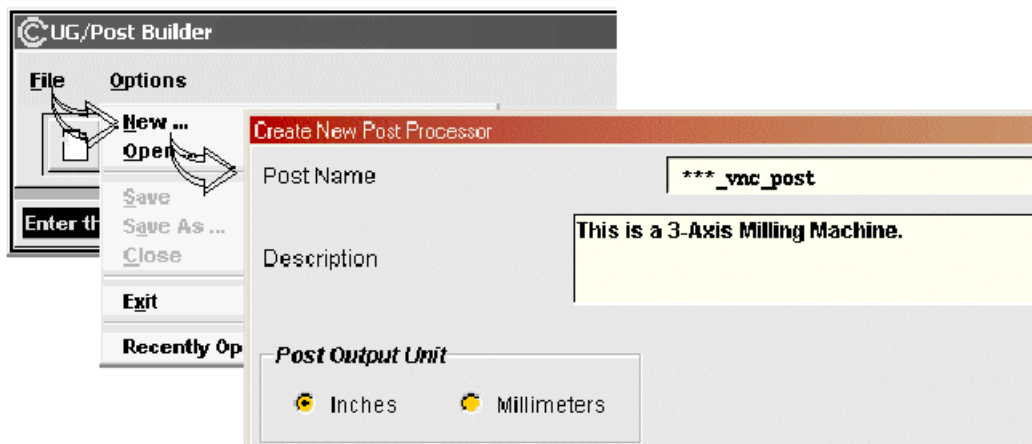 UG/Post Builder
File Options
New ...
Open ...
Save
Save As ...
Close
Exit
Recently Op
Enter th
Create New Post Processor
Post Name ***_vnc_post
Description This is a 3-Axis Milling Machine.
Post Output Unit
Inches Millimeters